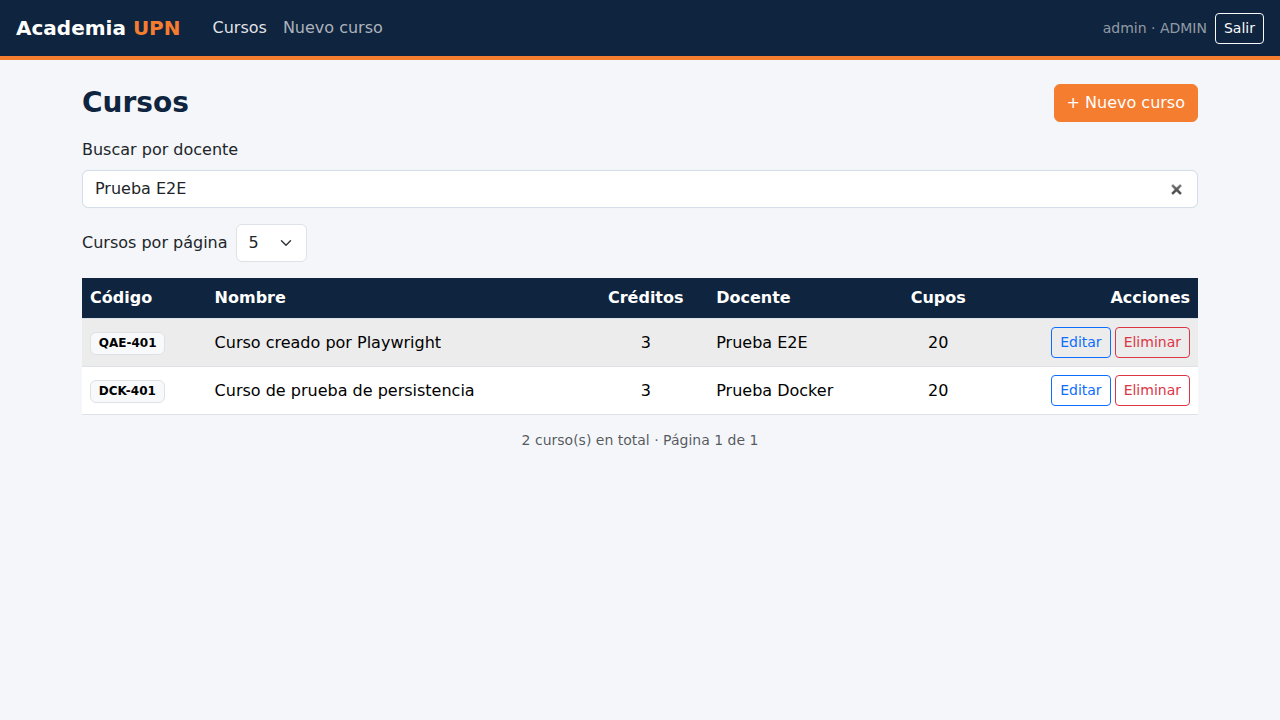 Academia UPN Cursos Nuevo curso admin · ADMIN Salir
Cursos + Nuevo curso
Buscar por docente
Prueba E2E
Cursos por página 5
Código Nombre Créditos Docente Cupos Acciones
QAE-401 Curso creado por Playwright 3 Prueba E2E 20 Editar Eliminar
DCK-401 Curso de prueba de persistencia 3 Prueba Docker 20 Editar Eliminar
2 curso(s) en total · Página 1 de 1